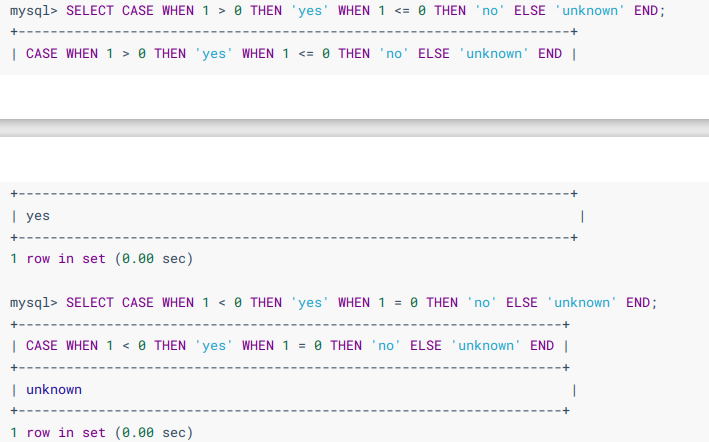 mysql> SELECT CASE WHEN 1 > 0 THEN 'yes' WHEN 1 <= 0 THEN 'no' ELSE 'unknown' END;
+---------------------------------------------------------------------+
| CASE WHEN 1 > 0 THEN 'yes' WHEN 1 <= 0 THEN 'no' ELSE 'unknown' END |
+---------------------------------------------------------------------+
| yes                                                                  |
+---------------------------------------------------------------------+
1 row in set (0.00 sec)
mysql> SELECT CASE WHEN 1 < 0 THEN 'yes' WHEN 1 = 0 THEN 'no' ELSE 'unknown' END;
+--------------------------------------------------------------------+
| CASE WHEN 1 < 0 THEN 'yes' WHEN 1 = 0 THEN 'no' ELSE 'unknown' END |
+--------------------------------------------------------------------+
| unknown                                                             |
+--------------------------------------------------------------------+
1 row in set (0.00 sec)